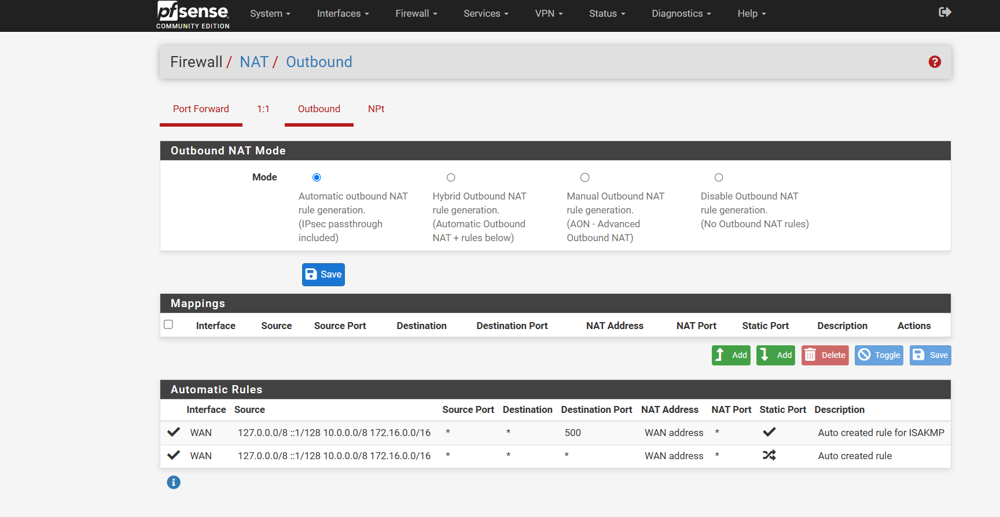 pfsense
COMMUNITY EDITION
System
Interfaces
Firewall
Services
VPN
Status
Diagnostics
Help
Firewall / NAT / Outbound
?
Port Forward
1:1
Outbound
NPt
Outbound NAT Mode
Mode
Automatic outbound NAT
rule generation.
(IPsec passthrough
included)
Hybrid Outbound NAT
rule generation.
(Automatic Outbound
NAT + rules below)
Manual Outbound NAT
rule generation.
(AON - Advanced
Outbound NAT)
Disable Outbound NAT
rule generation.
(No Outbound NAT rules)
Save
Mappings
Interface Source Source Port Destination Destination Port NAT Address NAT Port Static Port Description Actions
Add Add Delete Toggle Save
Automatic Rules
Interface Source Source Port Destination Destination Port NAT Address NAT Port Static Port Description
WAN 127.0.0.0/8 ::1/128 10.0.0.0/8 172.16.0.0/16 * * 500 WAN address * Auto created rule for ISAKMP
WAN 127.0.0.0/8 ::1/128 10.0.0.0/8 172.16.0.0/16 * * * WAN address * Auto created rule
i